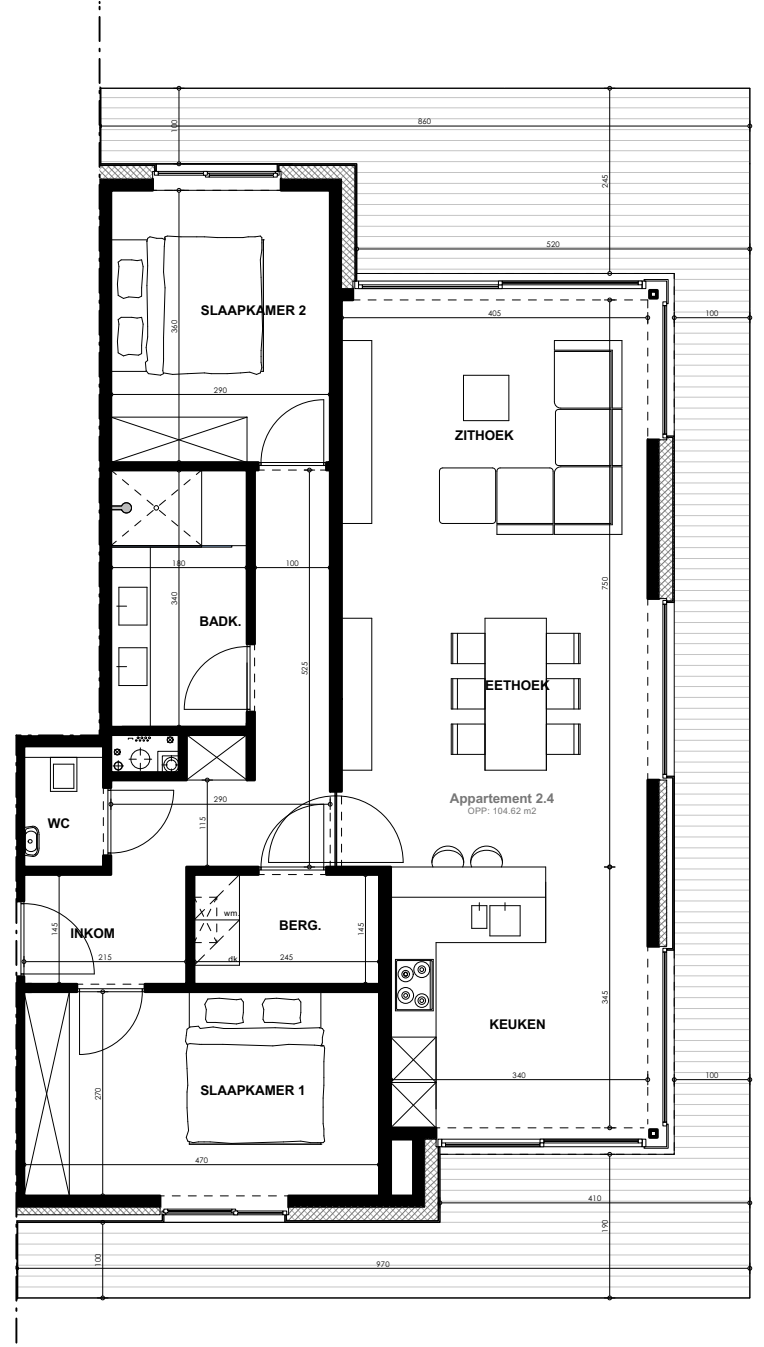 100
860
245
520
SLAAPKAMER 2
360
405
100
290
ZITHOEK
180
100
750
340
BADK.
525
EETHOEK
290
Appartement 2.4
OPP: 104.62 m2
115
WC
wm.
BERG.
145
INKOM
145
215
dk
245
345
KEUKEN
340
100
SLAAPKAMER 1
270
470
410
190
100
970